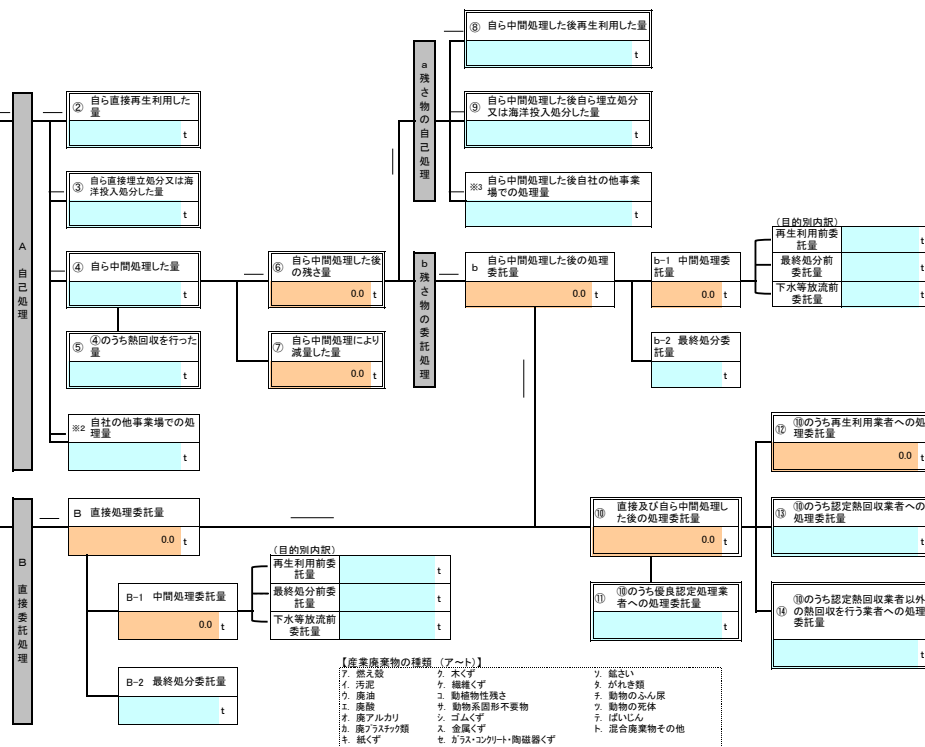 ⑧ 自ら中間処理した後再生利用した量
t
a 残さ物の自己処理
② 自ら直接再生利用した
量
t
⑨ 自ら中間処理した後自ら埋立処分
又は海洋投入処分した量
t
③ 自ら直接埋立処分又は海
洋投入処分した量
t
※3 自ら中間処理した後自社の他事業
場での処理量
t
A 自己処理
④ 自ら中間処理した量
t
⑥ 自ら中間処理した後
の残さ量
0.0 t
b 残さ物の委託処理
b 自ら中間処理した後の処理
委託量
0.0 t
b-1 中間処理委
託量
0.0 t
(目的別内訳)
再生利用前委
託量
t
最終処分前
委託量
t
下水等放流前
委託量
t
⑤ ④のうち熱回収を行った
量
t
⑦ 自ら中間処理により
減量した量
0.0 t
b-2 最終処分委
託量
t
※2 自社の他事業場での処
理量
t
⑫ ⑩のうち再生利用業者への処
理委託量
0.0 t
B 直接委託処理
B 直接処理委託量
0.0 t
⑩ 直接及び自ら中間処理し
た後の処理委託量
0.0 t
⑬ ⑩のうち認定熱回収業者への
処理委託量
t
(目的別内訳)
再生利用前委
託量
t
最終処分前委
託量
t
下水等放流前
委託量
t
B-1 中間処理委託量
0.0 t
⑪ ⑩のうち優良認定処理業
者への処理委託量
t
⑭ ⑩のうち認定熱回収業者以外
の熱回収を行う業者への処理
委託量
t
B-2 最終処分委託量
t
【産業廃棄物の種類 (ア~ト)】
ア. 燃え殻 ク. 木くず ソ. 鉱さい
イ. 汚泥 ケ. 繊維くず タ. がれき類
ウ. 廃油 コ. 動植物性残さ チ. 動物のふん尿
エ. 廃酸 サ. 動物系固形不要物 ツ. 動物の死体
オ. 廃アルカリ シ. ゴムくず テ. ばいじん
カ. 廃プラスチック類 ス. 金属くず ト. 混合廃棄物その他
キ. 紙くず セ. ガラス・コンクリート・陶磁器くず